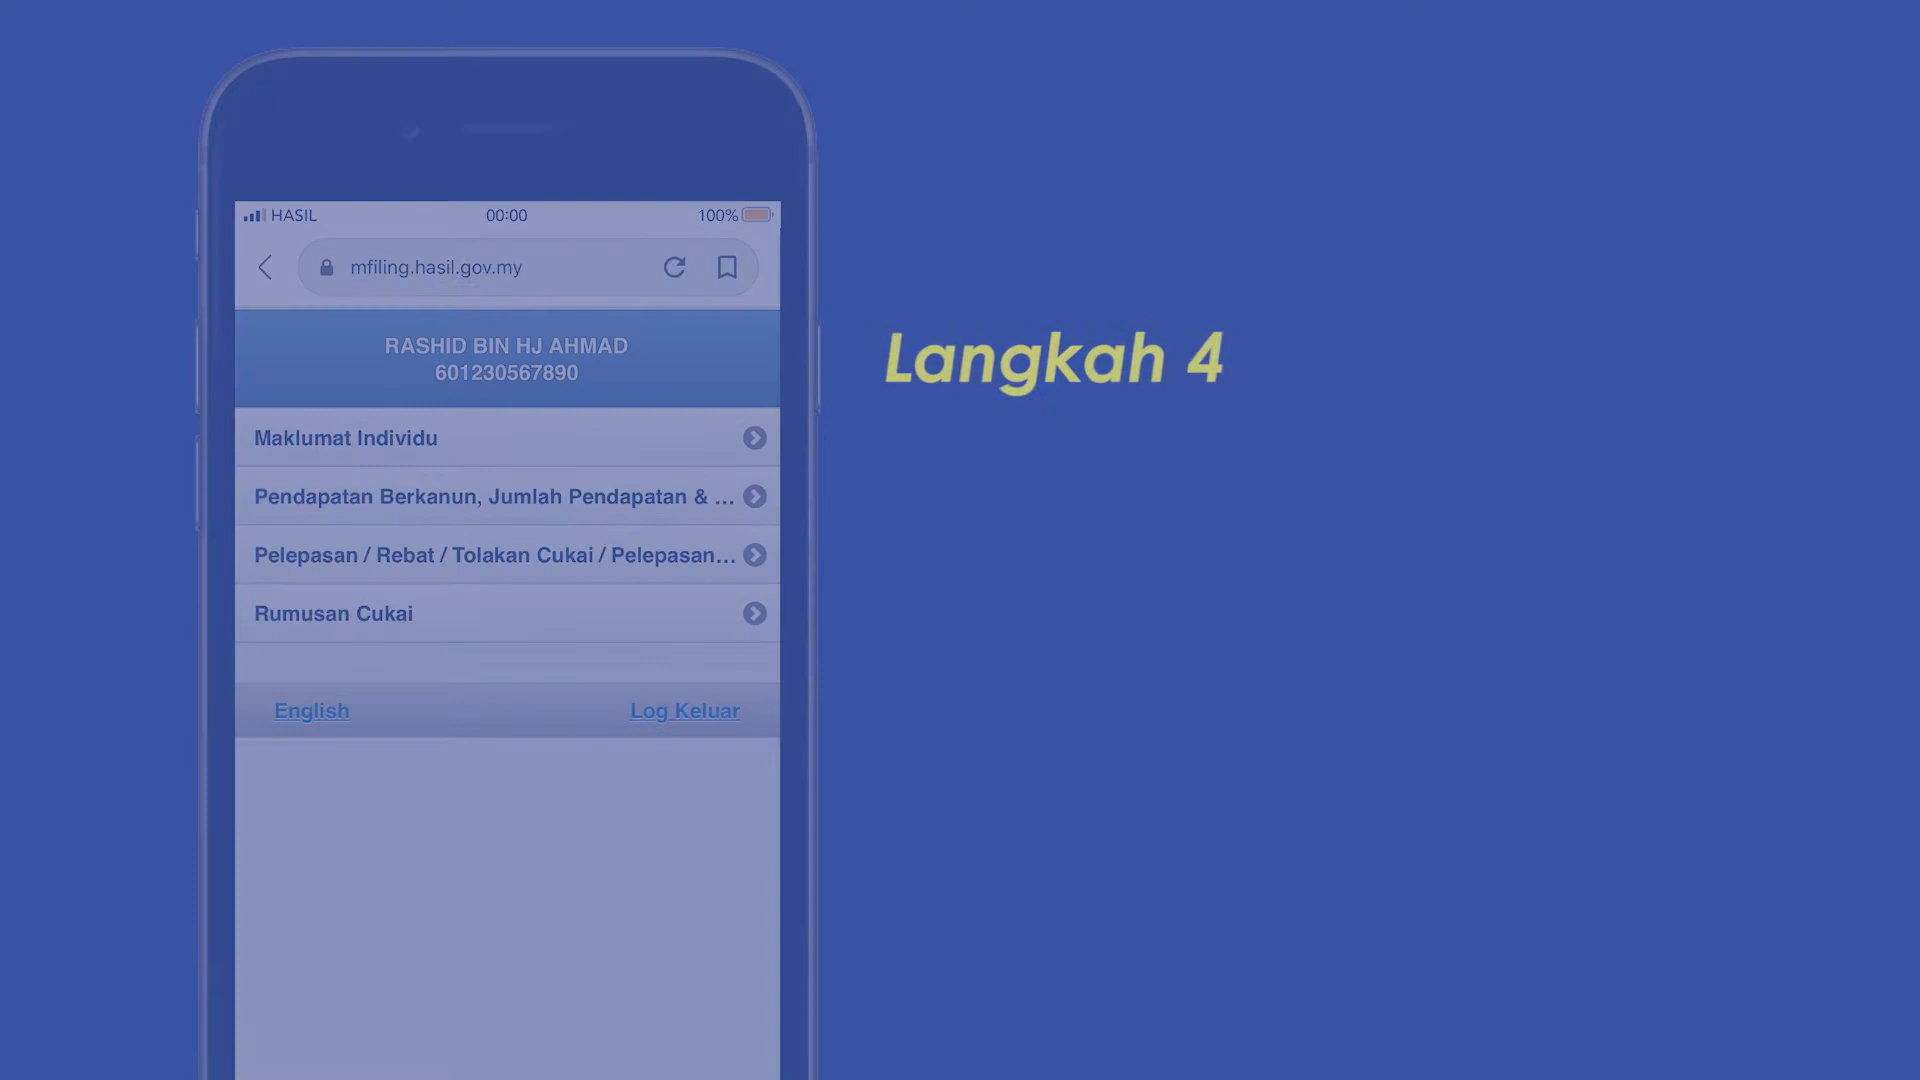 HASIL 00:00 100%
mfiling.hasil.gov.my
RASHID BIN HJ AHMAD
601230567890
Maklumat Individu
Pendapatan Berkanun, Jumlah Pendapatan & ...
Pelepasan / Rebat / Tolakan Cukai / Pelepasan...
Rumusan Cukai
English Log Keluar
Langkah 4